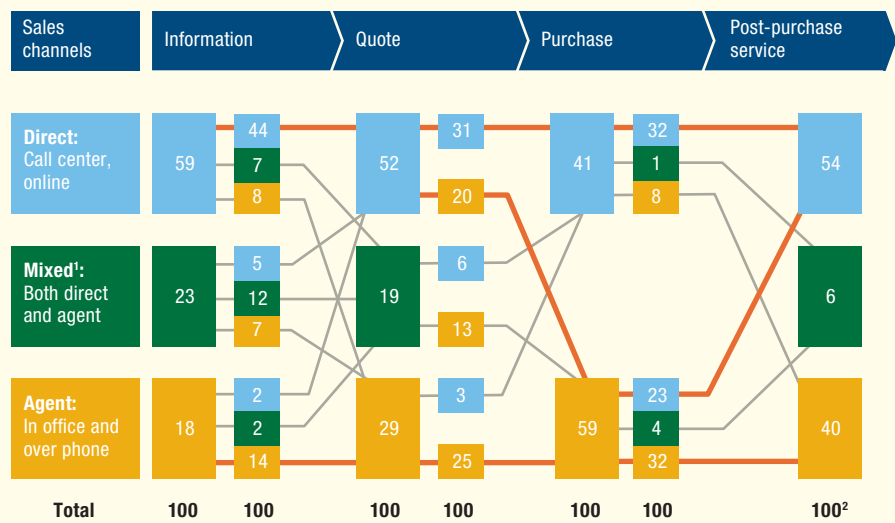 Sales channels
Information
Quote
Purchase
Post-purchase service
Direct:
Call center,
online
59
44
7
8
52
31
20
41
32
1
8
54
Mixed¹:
Both direct
and agent
23
5
12
7
19
6
13
6
Agent:
In office and
over phone
18
2
2
14
29
3
25
59
23
4
32
40
Total 100 100 100 100 100 100 100²